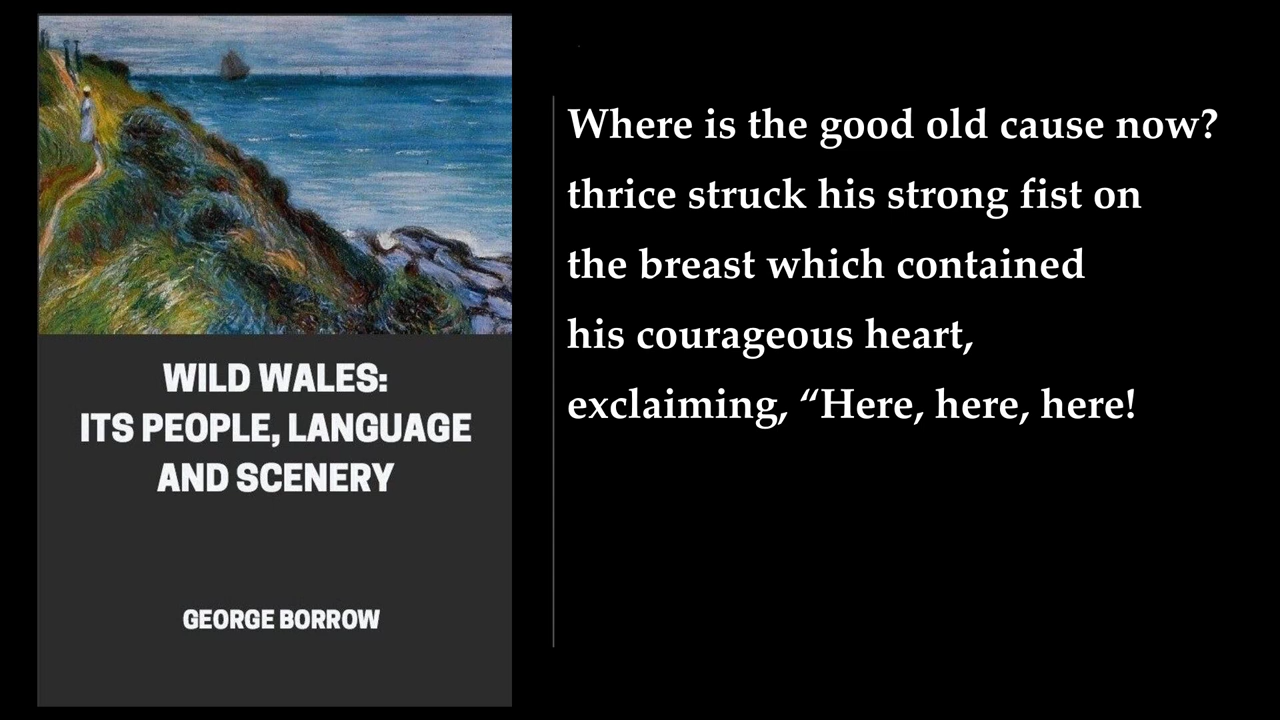 WILD WALES:
ITS PEOPLE, LANGUAGE
AND SCENERY
GEORGE BORROW
Where is the good old cause now?
thrice struck his strong fist on
the breast which contained
his courageous heart,
exclaiming, “Here, here, here!